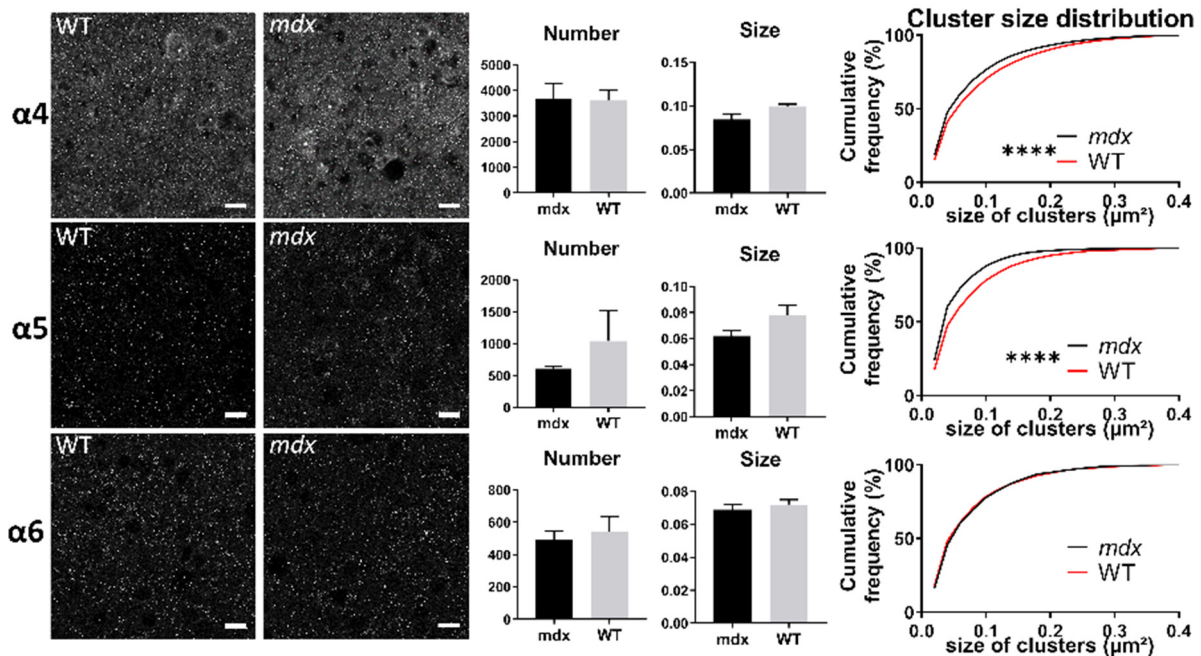 Cluster size distribution
WT
mdx
Number
Size
α4
5000
4000
3000
2000
1000
0
mdx
WT
0.15
0.10
0.05
0.00
mdx
WT
Cumulative
frequency (%)
100
50
0
****
mdx
WT
0.0
0.1
0.2
0.3
0.4
size of clusters (µm²)
WT
mdx
Number
Size
α5
2000
1500
1000
500
0
mdx
WT
0.10
0.08
0.06
0.04
0.02
0.00
mdx
WT
Cumulative
frequency (%)
100
50
0
****
mdx
WT
0.0
0.1
0.2
0.3
0.4
size of clusters (µm²)
WT
mdx
Number
Size
α6
800
600
400
200
0
mdx
WT
0.08
0.06
0.04
0.02
0.00
mdx
WT
Cumulative
frequency (%)
100
50
0
mdx
WT
0.0
0.1
0.2
0.3
0.4
size of clusters (µm²)